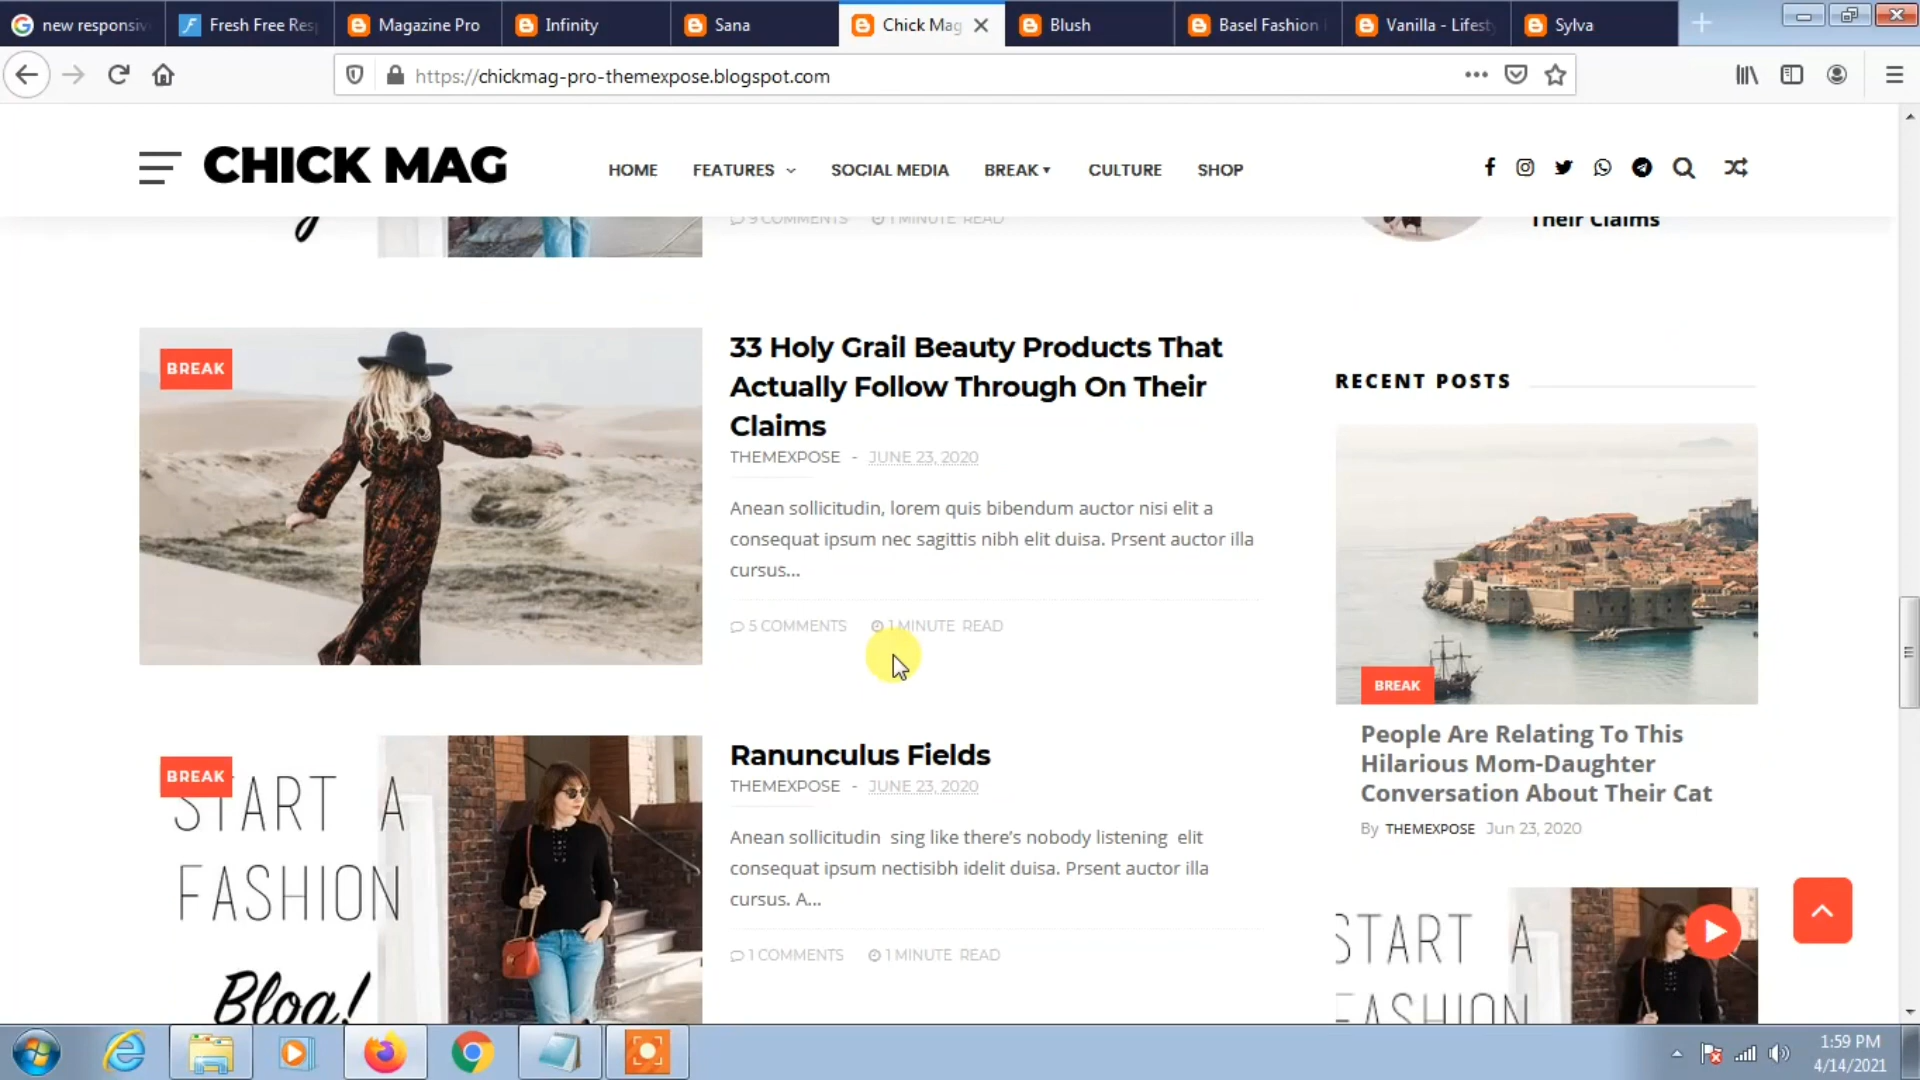 new responsiv
Fresh Free Res
Magazine Pro
Infinity
Sana
Chick Mag
Blush
Basel Fashion
Vanilla - Lifest
Sylva
https://chickmag-pro-themexpose.blogspot.com
CHICK MAG
HOME
FEATURES
SOCIAL MEDIA
BREAK
CULTURE
SHOP
9 COMMENTS 1 MINUTE READ
Their Claims
BREAK
33 Holy Grail Beauty Products That
Actually Follow Through On Their
Claims
THEMEXPOSE - JUNE 23, 2020
Anean sollicitudin, lorem quis bibendum auctor nisi elit a
consequat ipsum nec sagittis nibh elit duisa. Prsent auctor illa
cursus...
5 COMMENTS 1 MINUTE READ
RECENT POSTS
BREAK
People Are Relating To This
Hilarious Mom-Daughter
Conversation About Their Cat
By THEMEXPOSE Jun 23, 2020
BREAK
START A
FASHION
Blog!
Ranunculus Fields
THEMEXPOSE - JUNE 23, 2020
Anean sollicitudin sing like there's nobody listening elit
consequat ipsum nectisibh idelit duisa. Prsent auctor illa
cursus. A...
1 COMMENTS 1 MINUTE READ
START A
FASHION
1:59 PM
4/14/2021